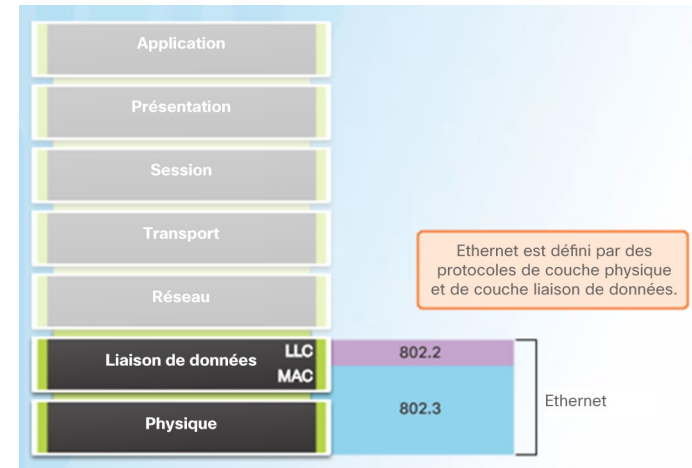 Application
Présentation
Session
Transport
Réseau
Ethernet est défini par des
protocoles de couche physique
et de couche liaison de données.
Liaison de données LLC
MAC
802.2
Physique
802.3
Ethernet